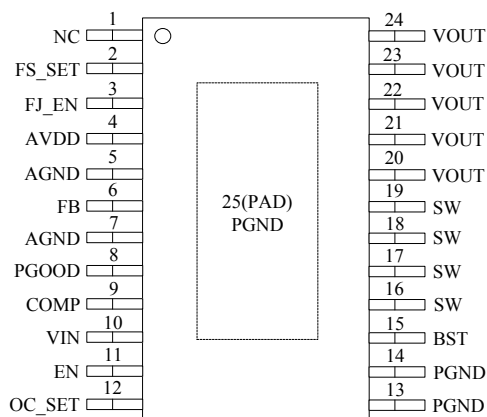 1
NC
2
FS_SET
3
FJ_EN
4
AVDD
5
AGND
6
FB
7
AGND
8
PGOOD
9
COMP
10
VIN
11
EN
12
OC_SET
25(PAD)
PGND
24
VOUT
23
VOUT
22
VOUT
21
VOUT
20
VOUT
19
SW
18
SW
17
SW
16
SW
15
BST
14
PGND
13
PGND